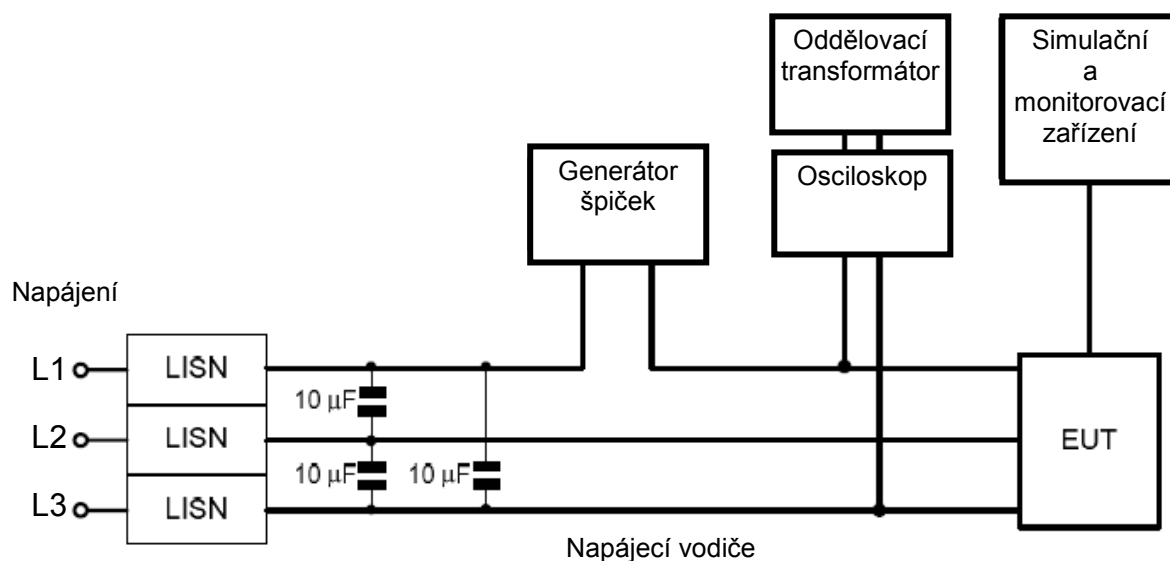 Oddělovací
transformátor
Simulační
a
monitorovací
zařízení
Generátor
špiček
Osciloskop
Napájení
L1
LISN
10 µF
L2
LISN
EUT
10 µF
10 µF
L3
LISN
Napájecí vodiče